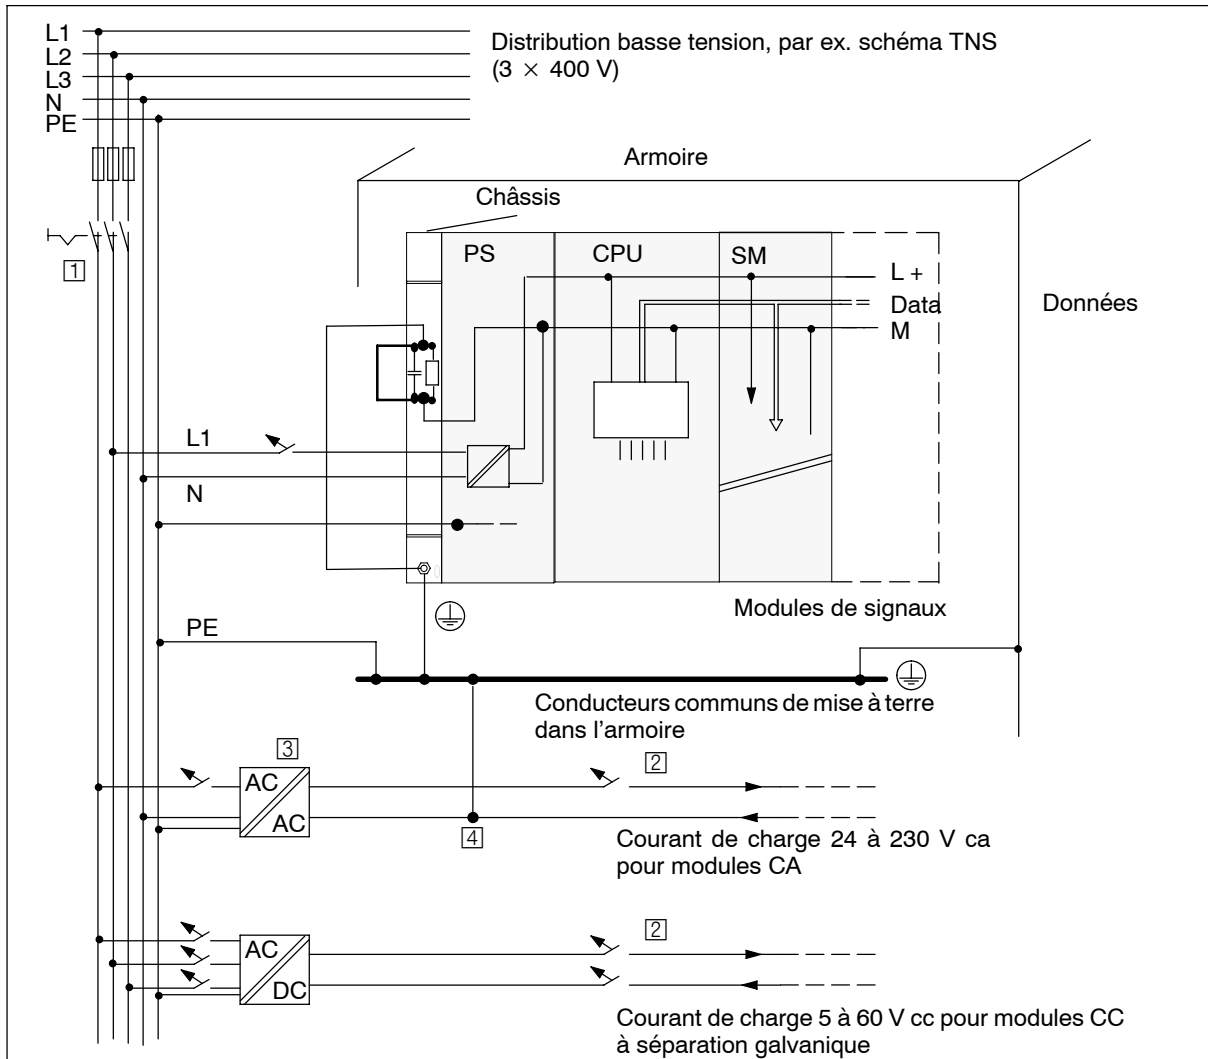 L1
L2
L3
N
PE
Distribution basse tension, par ex. schéma TNS
(3 × 400 V)
Armoire
Châssis
PS
CPU
SM
L +
Data
M
Données
1
L1
N
PE
Modules de signaux
Conducteurs communs de mise à terre
dans l'armoire
3
2
AC
AC
4
Courant de charge 24 à 230 V ca
pour modules CA
2
AC
DC
Courant de charge 5 à 60 V cc pour modules CC
à séparation galvanique